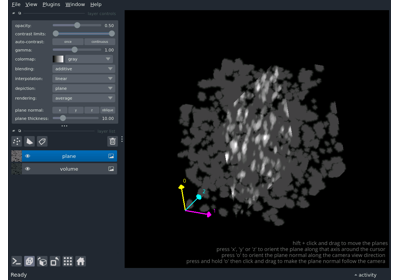 File View Plugins Window Help
opacity: 0.50
contrast limits:
auto-contrast: once continuous
gamma: 1.00
colormap: gray
blending: additive
interpolation: linear
depiction: plane
rendering: average
plane normal: x y z oblique
plane thickness: 10.00
plane
volume
0
hift + click and drag to move the planes
press 'x', 'y' or 'z' to orient the plane along that axis around the cursor
press 'o' to orient the plane normal along the camera view direction
press and hold 'o' then click and drag to make the plane normal follow the camera
Ready
activity